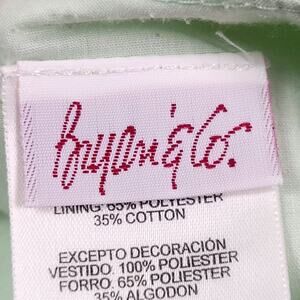 Bryan & Co.
LINING: 65% POLYESTER
35% COTTON
EXCEPTO DECORACIÓN
VESTIDO: 100% POLIESTER
FORRO: 65% POLIESTER
35% ALGODON